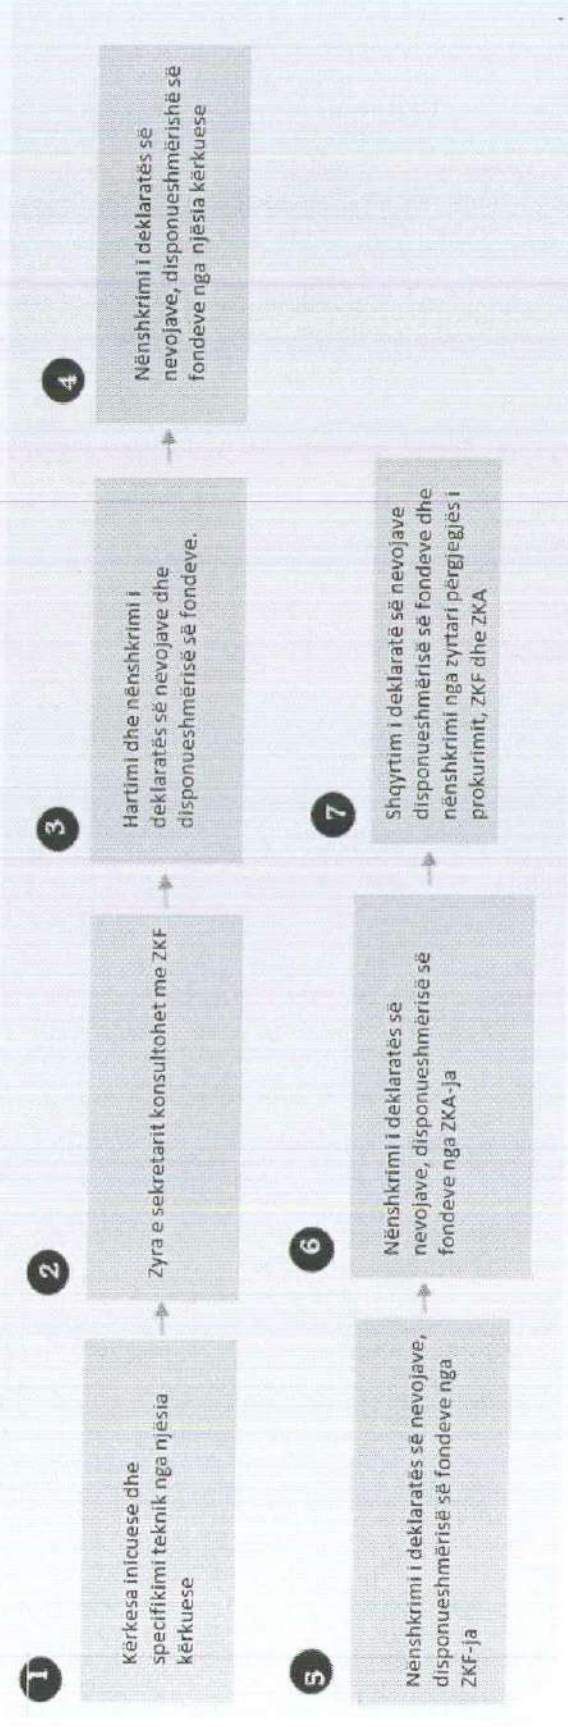 1
Kërkesa inicuese dhe
specifikimi teknik nga njësia
kërkuese
2
Zyra e sekretarit konsultohet me ZKF
3
Hartimi dhe nënshkrimi i
deklaratës së nevojave dhe
disponueshmërisë së fondeve.
4
Nënshkrimi i deklaratës së
nevojave, disponueshmërishë së
fondeve nga njësia kërkuese
5
Nënshkrimi i deklaratës së nevojave,
disponueshmërisë së fondeve nga
ZKF-ja
6
Nënshkrimi i deklaratës së
nevojave, disponueshmërisë së
fondeve nga ZKA-ja
7
Shqyrtim i deklaratë së nevojave
disponueshmërisë së fondeve dhe
nënshkrimi nga zyrtari përgjegjës i
prokurimit, ZKF dhe ZKA